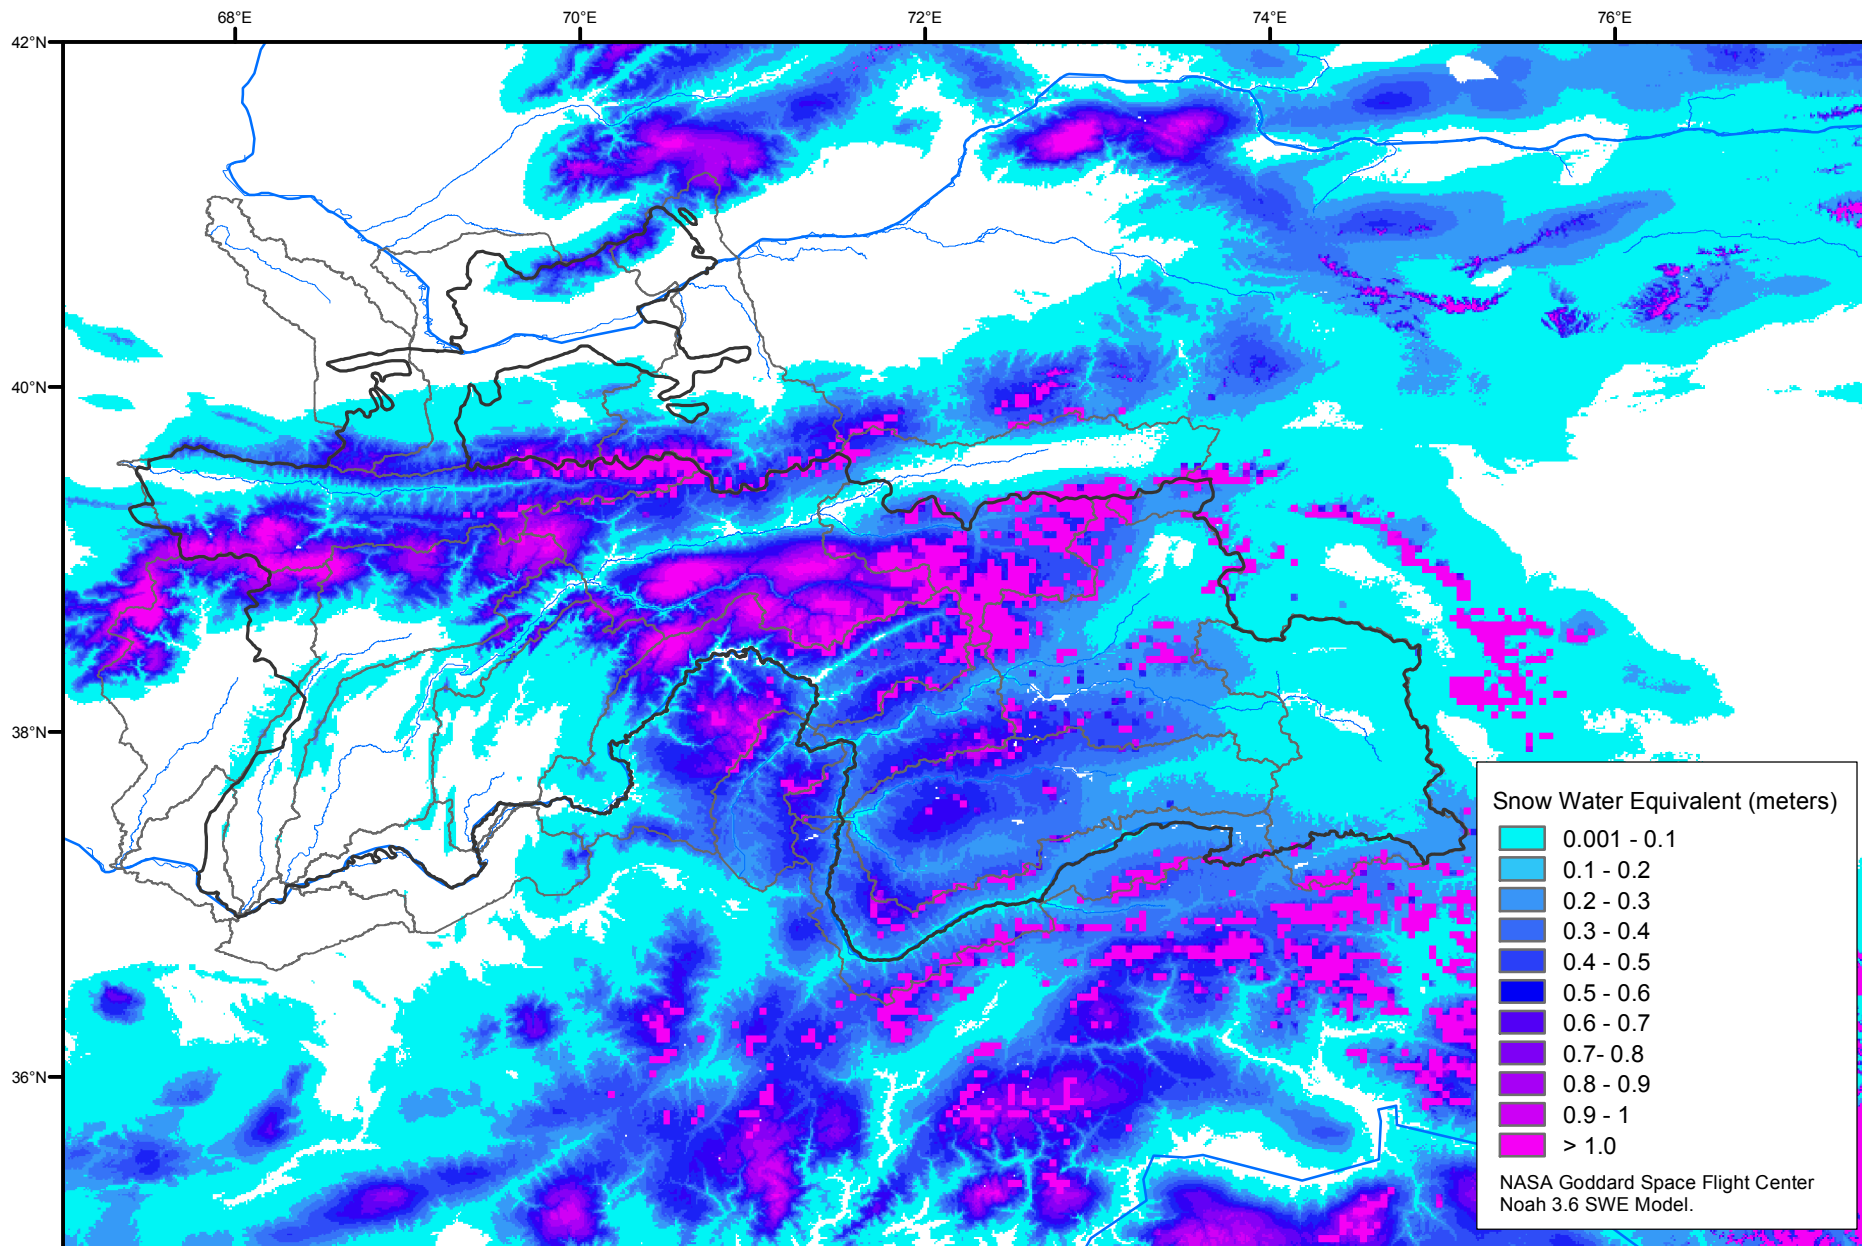 68°E 70°E 72°E 74°E 76°E
42°N
40°N
38°N
36°N
Snow Water Equivalent (meters)
0.001 - 0.1
0.1 - 0.2
0.2 - 0.3
0.3 - 0.4
0.4 - 0.5
0.5 - 0.6
0.6 - 0.7
0.7- 0.8
0.8 - 0.9
0.9 - 1
> 1.0
NASA Goddard Space Flight Center
Noah 3.6 SWE Model.